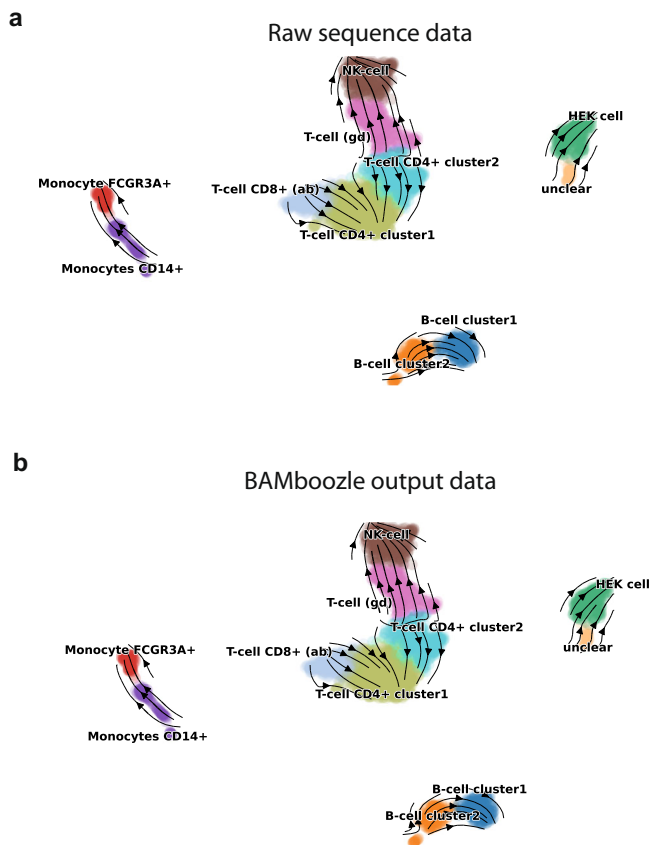 a
Raw sequence data
NK-cell
HEK cell
T-cell (gd)
T-cell CD4+ cluster2
Monocyte FCGR3A+
T-cell CD8+ (ab)
unclear
T-cell CD4+ cluster1
Monocytes CD14+
B-cell cluster1
B-cell cluster2
b
BAMboozle output data
NK-cell
HEK cell
T-cell (gd)
T-cell CD4+ cluster2
Monocyte FCGR3A+
T-cell CD8+ (ab)
unclear
T-cell CD4+ cluster1
Monocytes CD14+
B-cell cluster1
B-cell cluster2